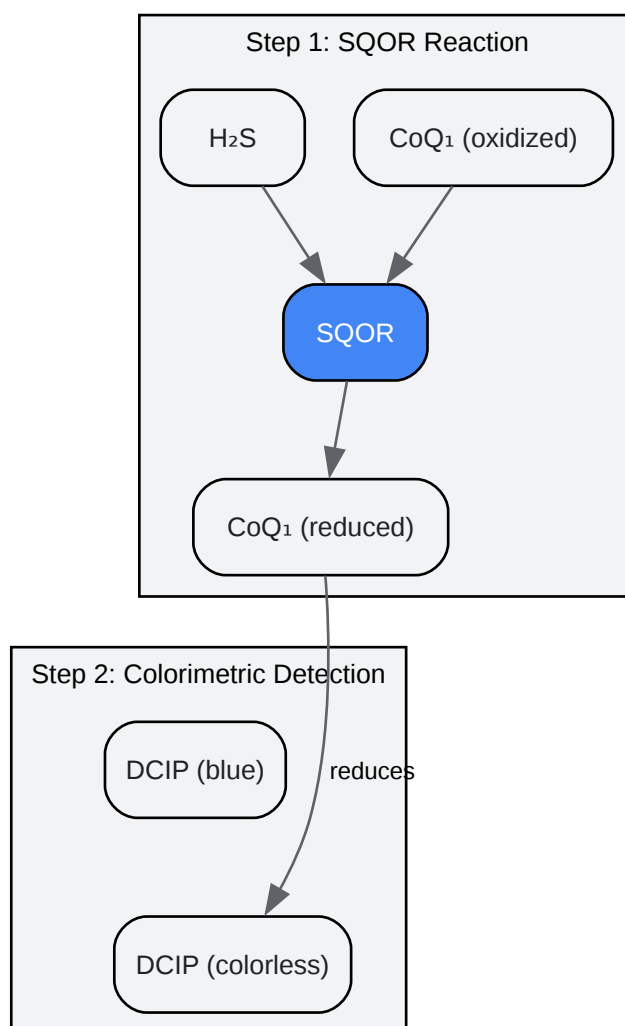 Step 1: SQOR Reaction
H₂S
CoQ₁ (oxidized)
SQOR
CoQ₁ (reduced)
Step 2: Colorimetric Detection
DCIP (blue)
reduces
DCIP (colorless)